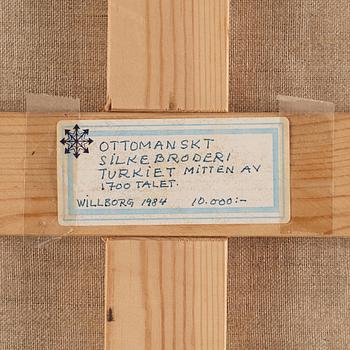 OTTOMANSKT
SILKEBRODERI
TURKIET MITTEN AV
1700 TALET.
WILLBORG 1984 10.000:-